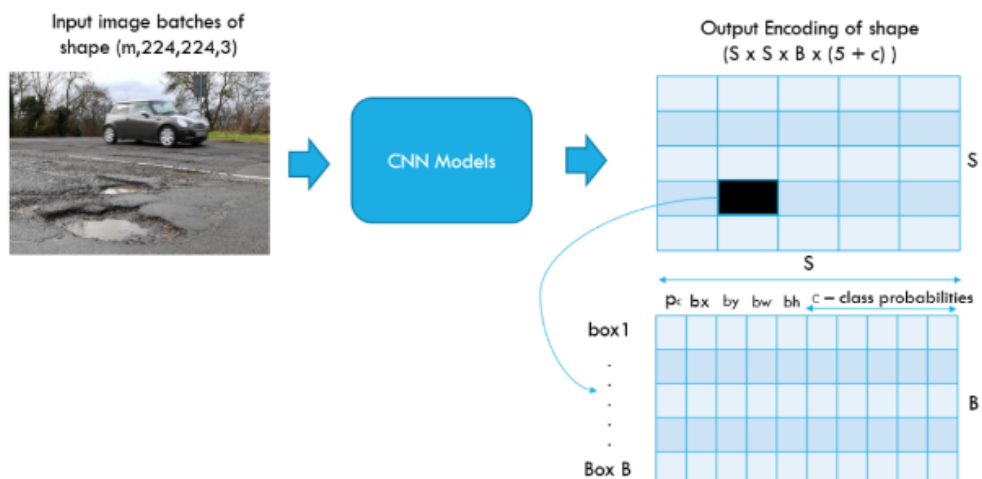 Input image batches of
shape (m,224,224,3)
CNN Models
Output Encoding of shape
(S x S x B x (5 + c) )
S
S
pc bx by bw bh c – class probabilities
box1
B
Box B